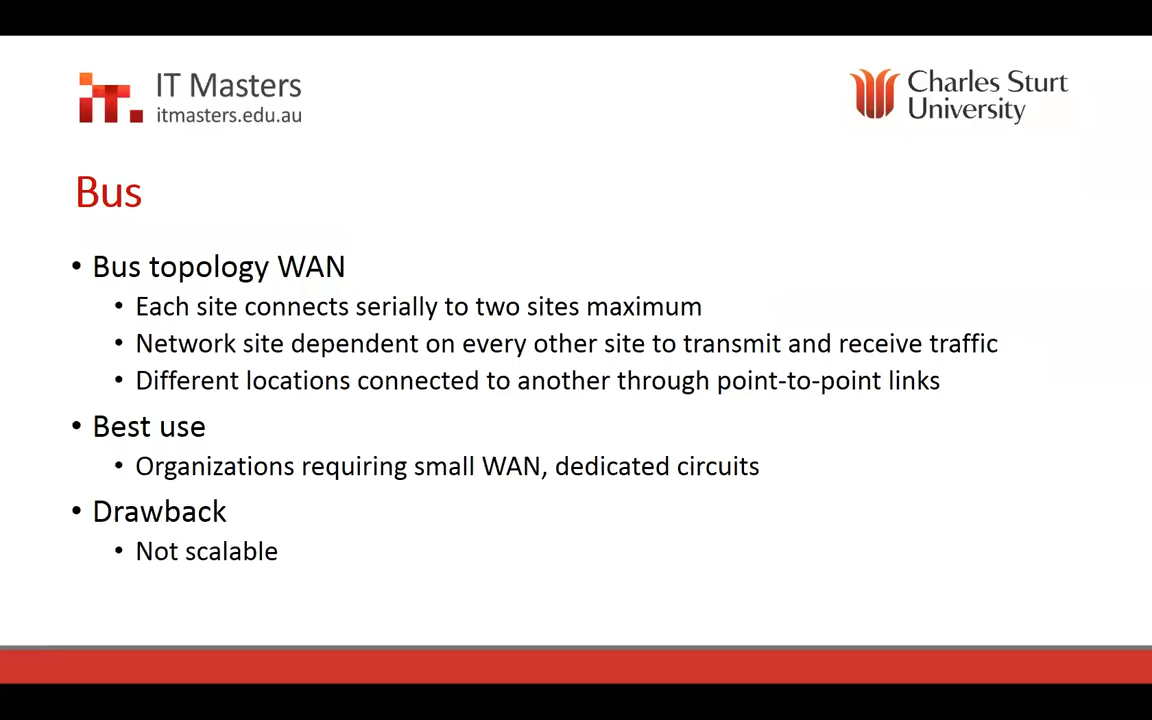 IT Masters
itmasters.edu.au
Charles Sturt
University
Bus
• Bus topology WAN
• Each site connects serially to two sites maximum
• Network site dependent on every other site to transmit and receive traffic
• Different locations connected to another through point-to-point links
• Best use
• Organizations requiring small WAN, dedicated circuits
• Drawback
• Not scalable